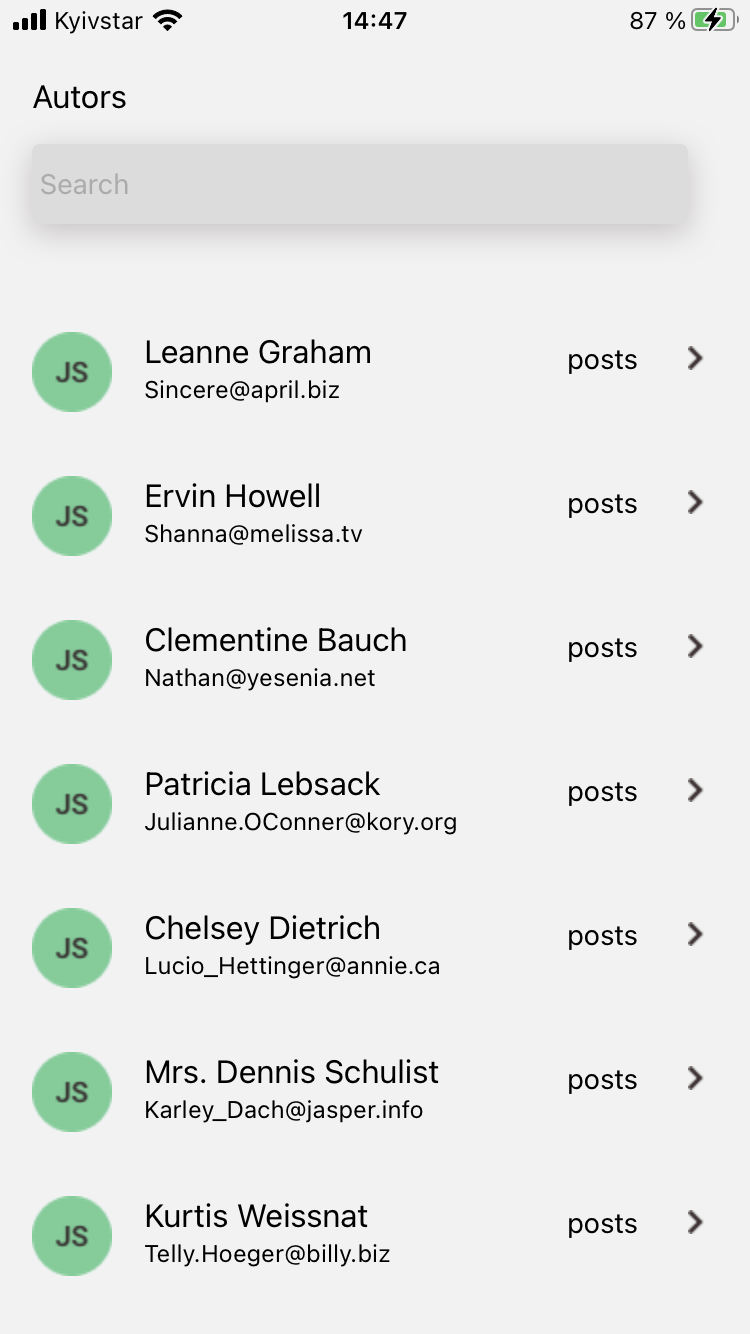 Kyivstar 14:47 87 %
Autors
Search
JS Leanne Graham posts
Sincere@april.biz
JS Ervin Howell posts
Shanna@melissa.tv
JS Clementine Bauch posts
Nathan@yesenia.net
JS Patricia Lebsack posts
Julianne.OConner@kory.org
JS Chelsey Dietrich posts
Lucio_Hettinger@annie.ca
JS Mrs. Dennis Schulist posts
Karley_Dach@jasper.info
JS Kurtis Weissnat posts
Telly.Hoeger@billy.biz